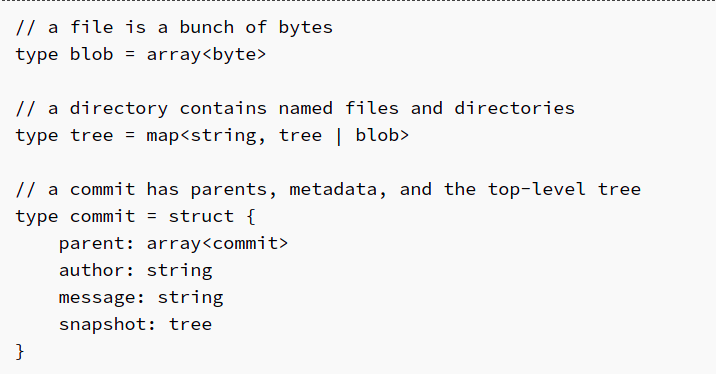 // a file is a bunch of bytes
type blob = array<byte>

// a directory contains named files and directories
type tree = map<string, tree | blob>

// a commit has parents, metadata, and the top-level tree
type commit = struct {
    parent: array<commit>
    author: string
    message: string
    snapshot: tree
}